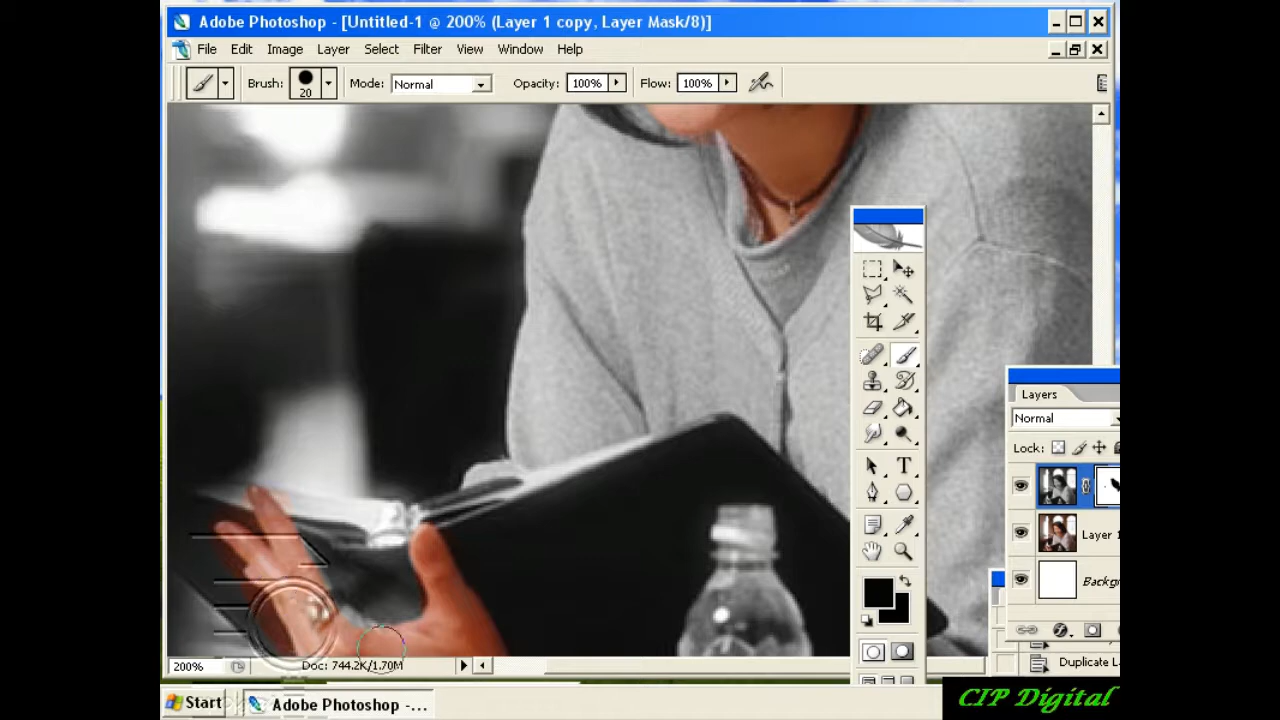 Adobe Photoshop - [Untitled-1 @ 200% (Layer 1 copy, Layer Mask/8)]
File Edit Image Layer Select Filter View Window Help
Brush: 20 Mode: Normal Opacity: 100% Flow: 100%
Layers
Normal
Lock:
Layer 1
Backg
T
200% Doc: 744.2K/1.70M
Duplicate La
Start Adobe Photoshop -...
CIP Digital